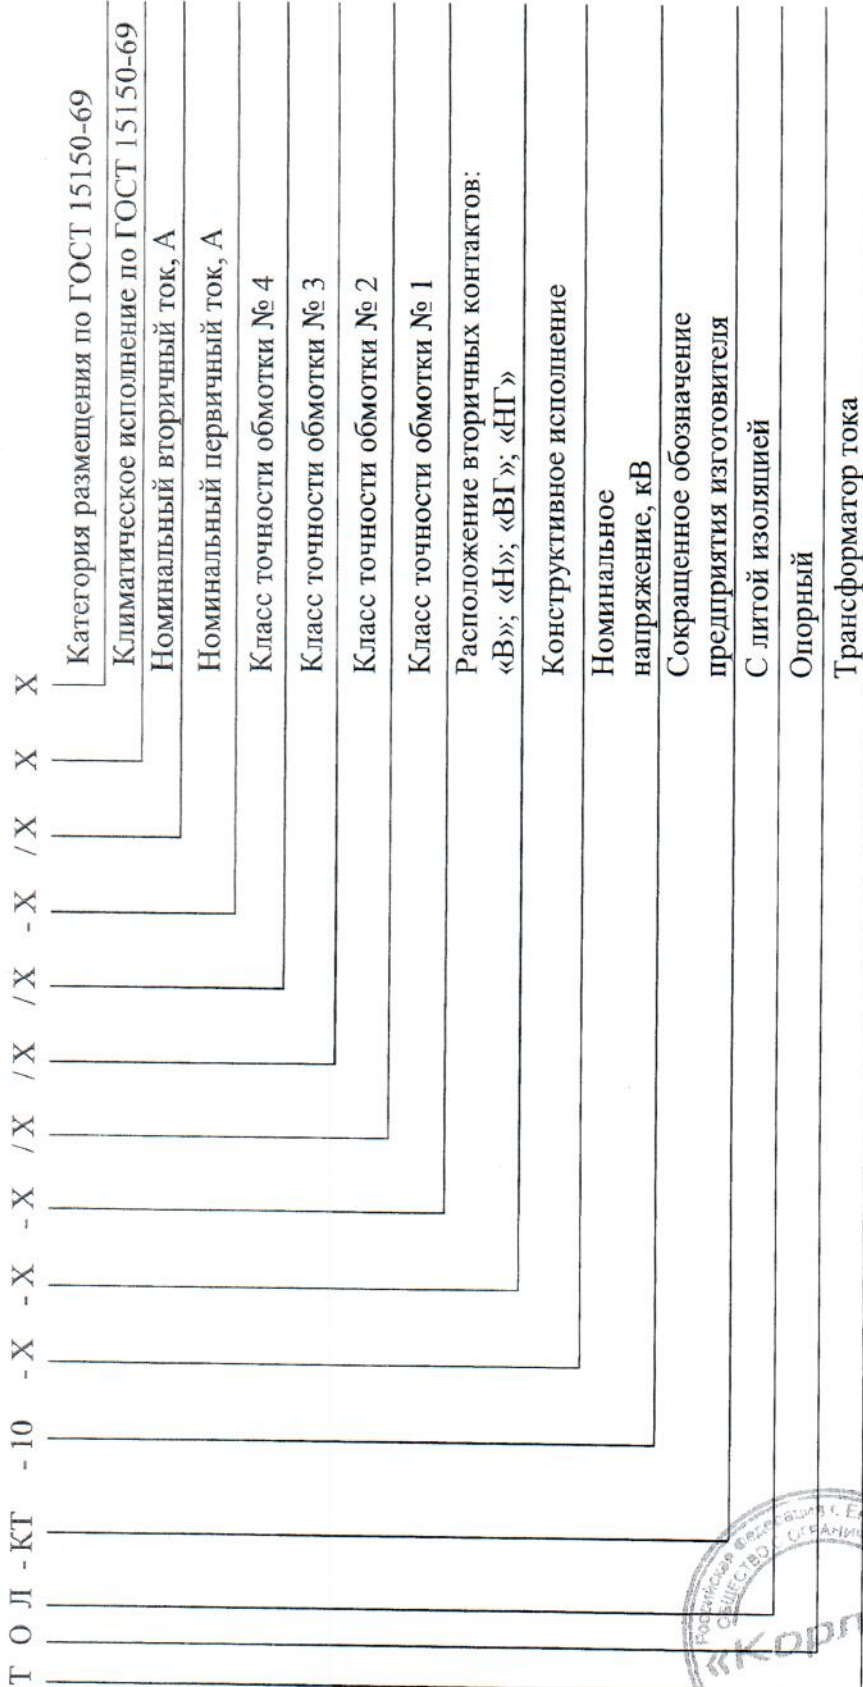 Т О Л -КТ -10 -Х -Х -Х /Х /Х /Х -Х /Х Х Х
Категория размещения по ГОСТ 15150-69
Климатическое исполнение по ГОСТ 15150-69
Номинальный вторичный ток, А
Номинальный первичный ток, А
Класс точности обмотки № 4
Класс точности обмотки № 3
Класс точности обмотки № 2
Класс точности обмотки № 1
Расположение вторичных контактов:
«В»; «Н»; «ВГ»; «НГ»
Конструктивное исполнение
Номинальное
напряжение, кВ
Сокращенное обозначение
предприятия изготовителя
С литой изоляцией
Опорный
Трансформатор тока
Российская Федерация г.
ОБЩЕСТВО С